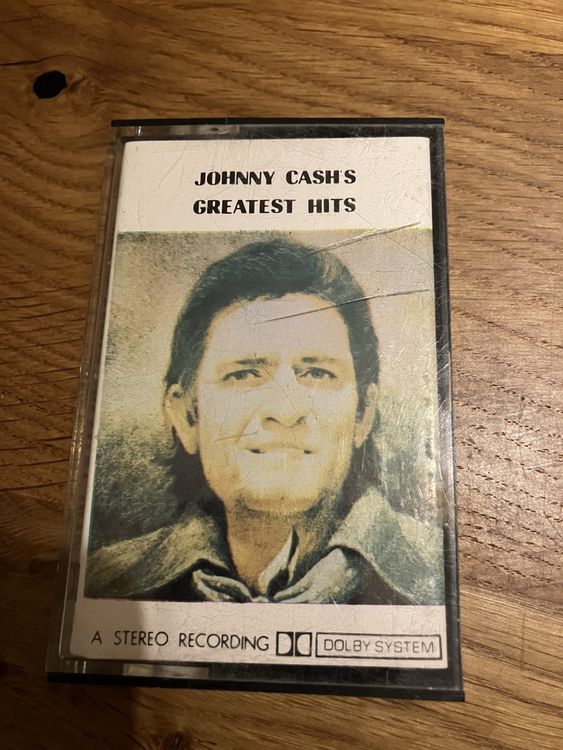 JOHNNY CASH'S
GREATEST HITS
A STEREO RECORDING DOLBY SYSTEM